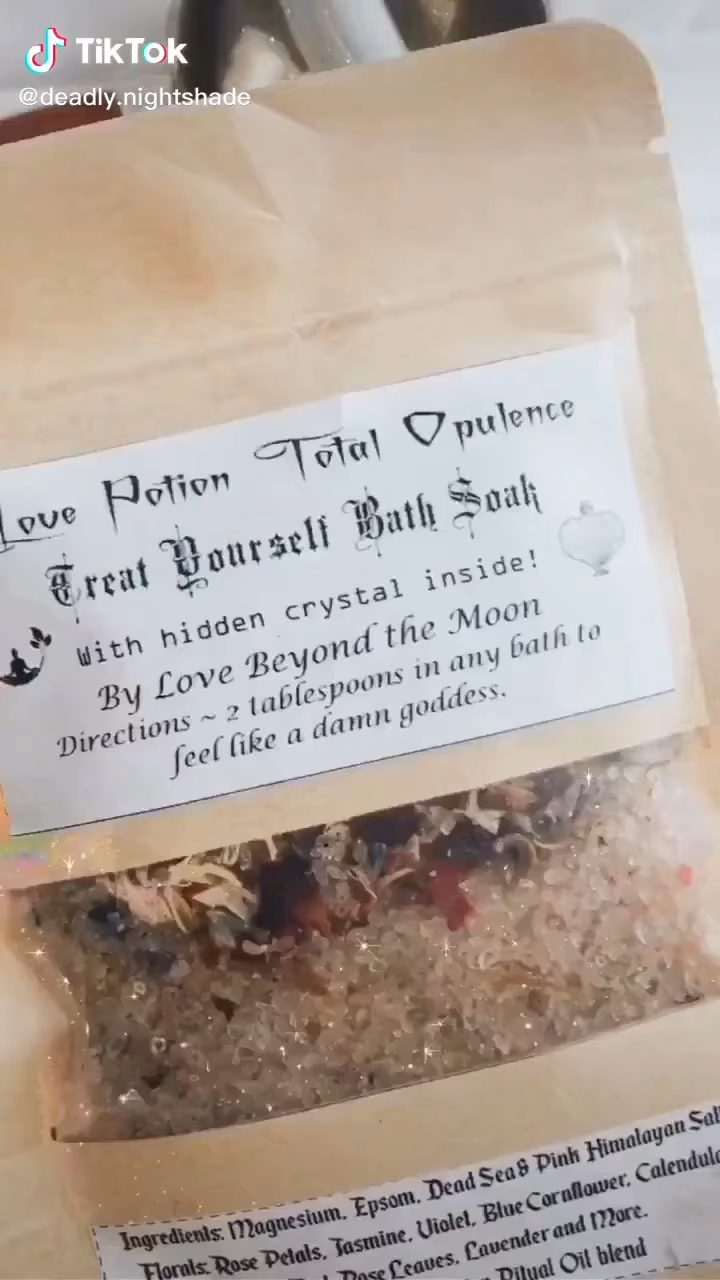 TikTok
@deadly.nightshade
Love Potion Total Opulence
Treat Yourself Bath Soak
With hidden crystal inside!
By Love Beyond the Moon
Directions ~ 2 tablespoons in any bath to
feel like a damn goddess.
Ingredients: Magnesium, Epsom, Dead Sea & Pink Himalayan Sal
Florals: Rose Petals, Jasmine, Violet, Blue Cornflower, Calendula
Rose Leaves, Lavender and More.
Ritual Oil blend